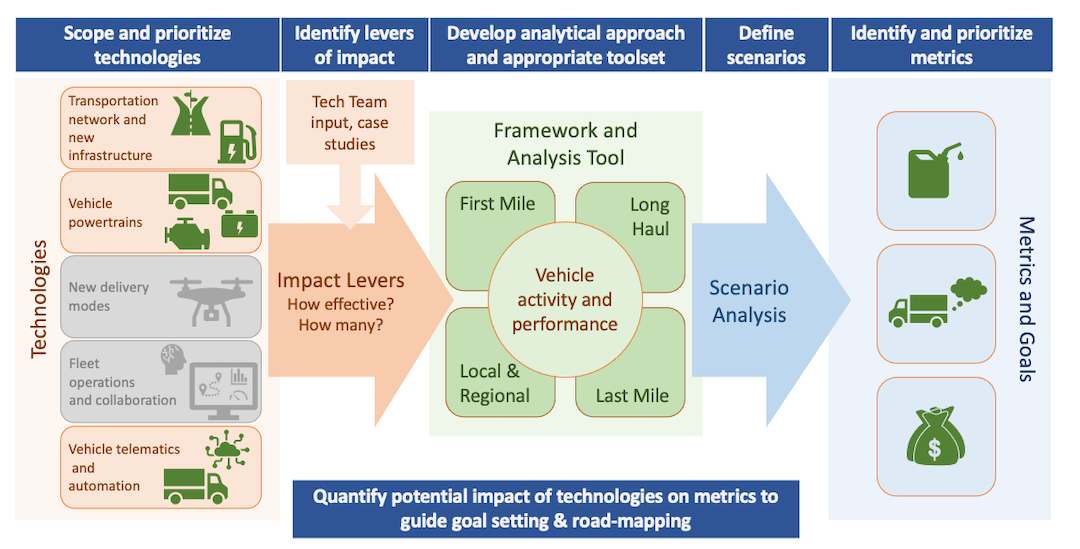 Scope and prioritize
technologies
Identify levers
of impact
Develop analytical approach
and appropriate toolset
Define
scenarios
Identify and prioritize
metrics
Technologies
Transportation
network and
new
infrastructure
Vehicle
powertrains
New delivery
modes
Fleet
operations
and collaboration
Vehicle telematics
and
automation
Tech Team
input, case
studies
Impact Levers
How effective?
How many?
Framework and
Analysis Tool
First Mile
Long
Haul
Vehicle
activity and
performance
Local &
Regional
Last Mile
Scenario
Analysis
$
Metrics and Goals
Quantify potential impact of technologies on metrics to
guide goal setting & road-mapping